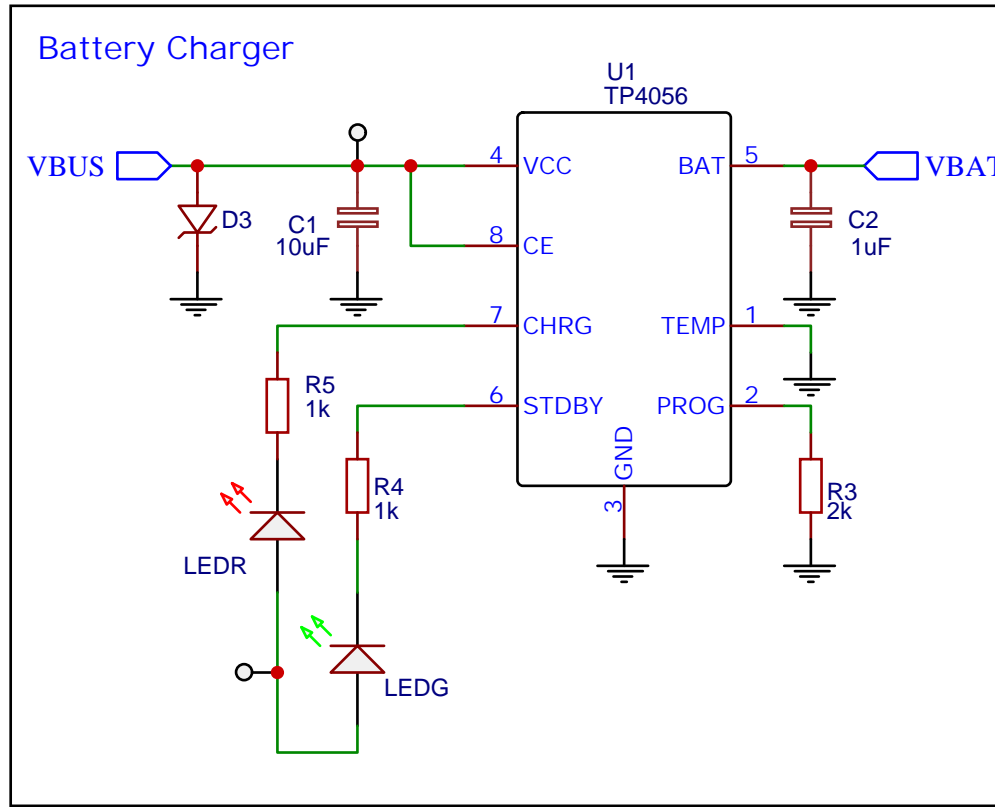 Battery Charger
U1
TP4056
VBUS
4
VCC
BAT
5
VBAT
D3
C1
10uF
8
CE
C2
1uF
7
CHRG
TEMP
1
R5
1k
6
STDBY
PROG
2
GND
3
R4
1k
R3
2k
LEDR
LEDG